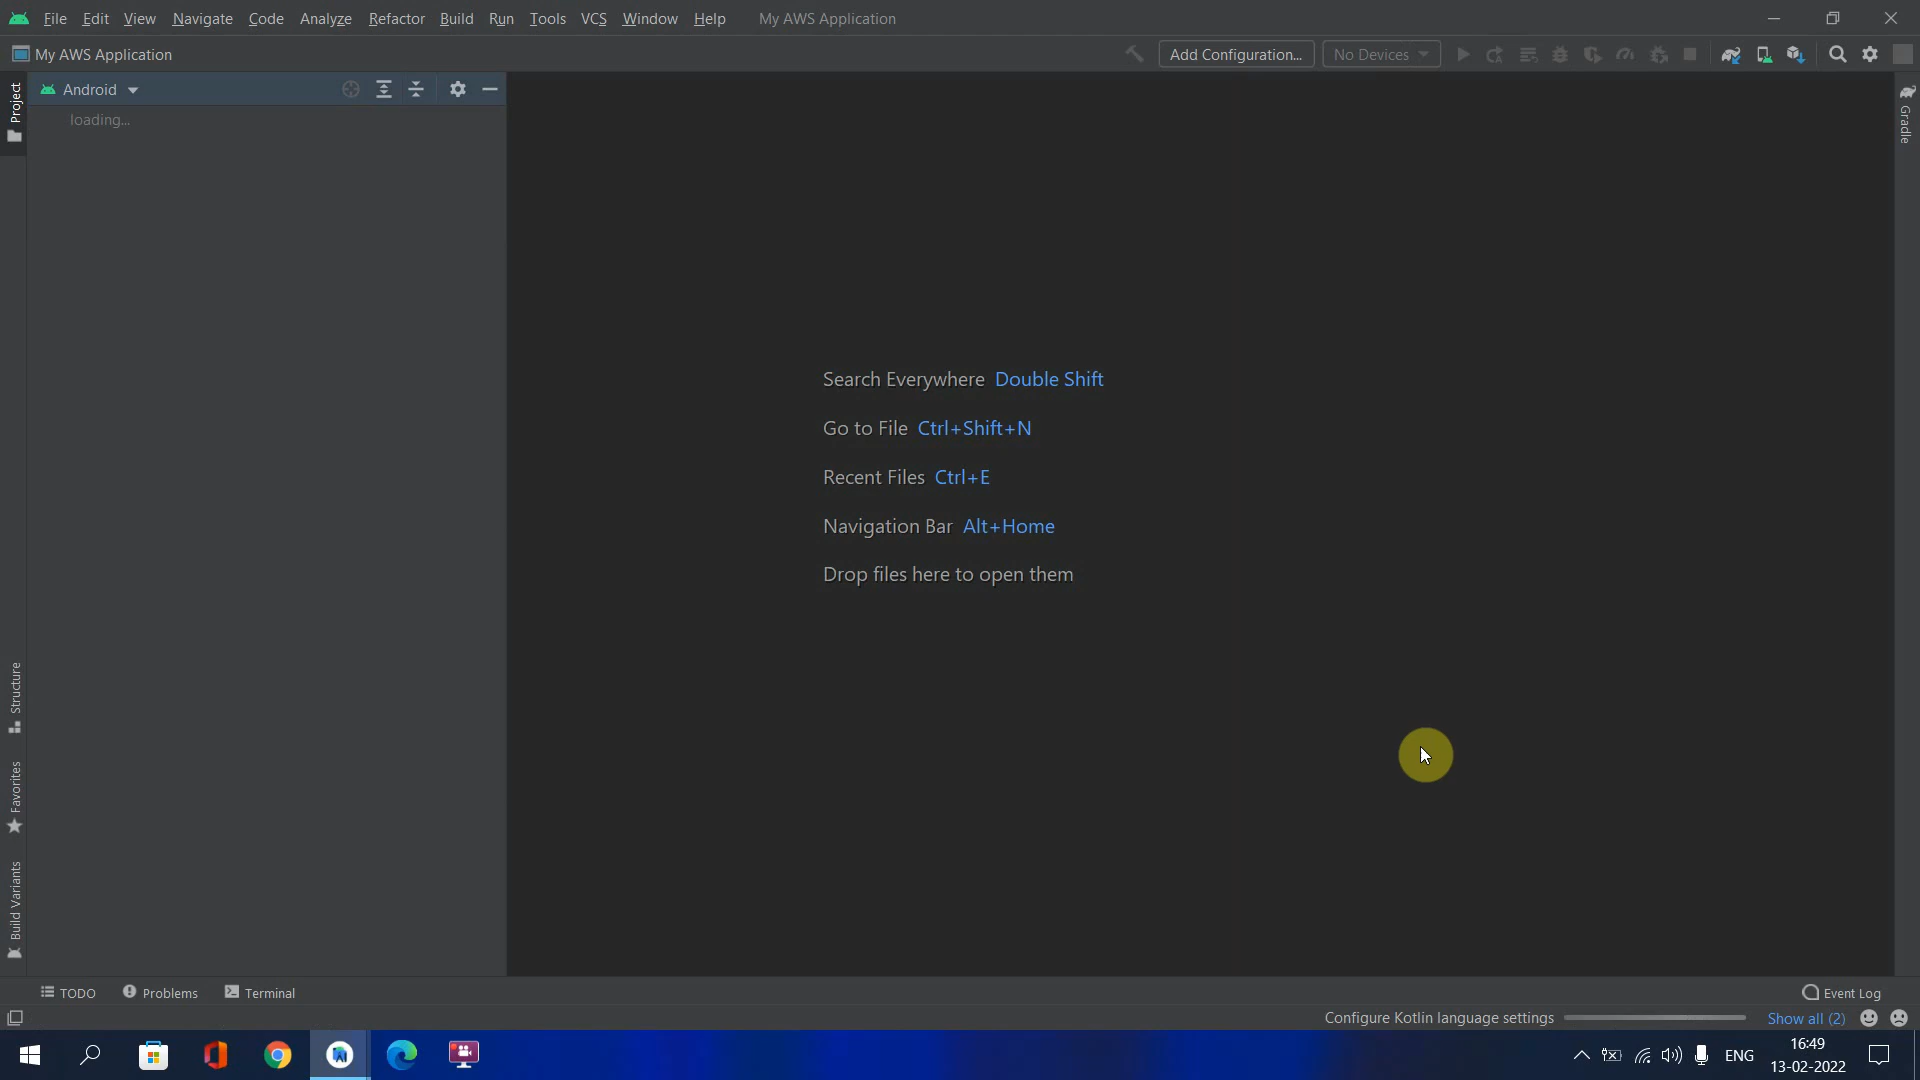 File Edit View Navigate Code Analyze Refactor Build Run Tools VCS Window Help My AWS Application
My AWS Application Add Configuration... No Devices
Project
Android
Gradle
loading...
Search Everywhere Double Shift
Go to File Ctrl+Shift+N
Recent Files Ctrl+E
Navigation Bar Alt+Home
Drop files here to open them
Structure
Favorites
Build Variants
TODO Problems Terminal Event Log
Configure Kotlin language settings Show all (2)
ENG
16:49
13-02-2022